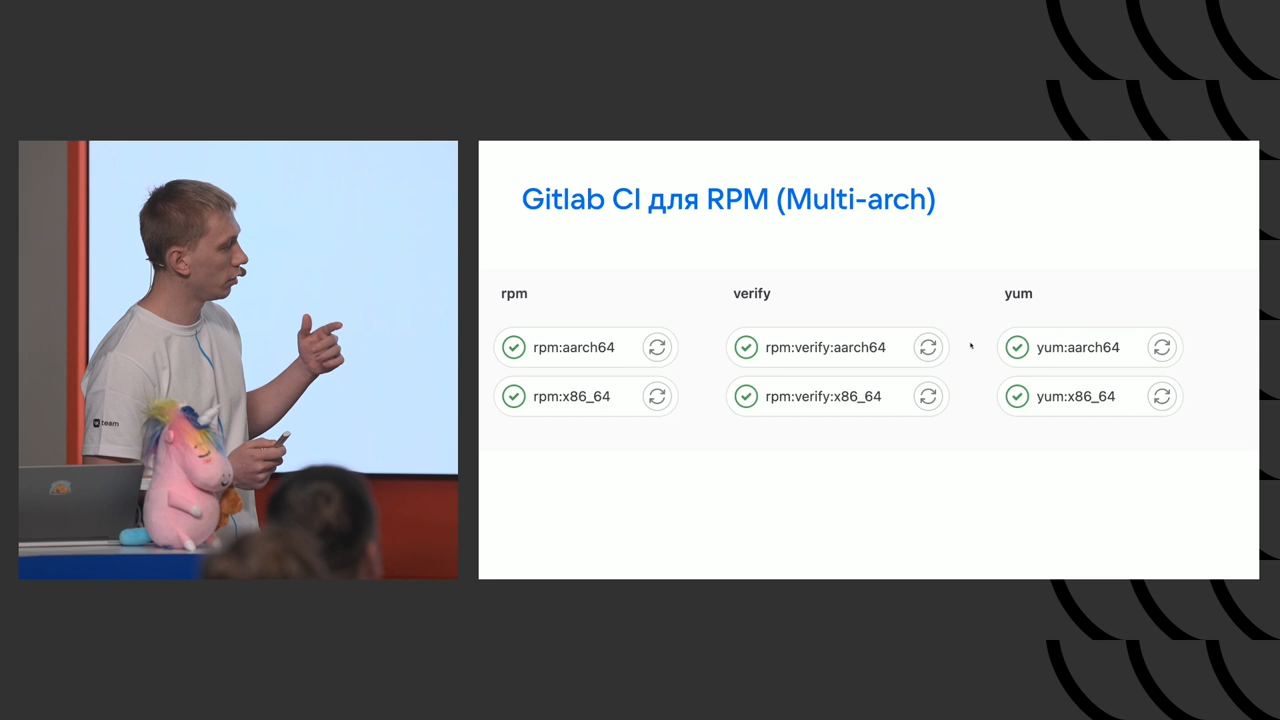 Gitlab CI для RPM (Multi-arch)
rpm
verify
yum
rpm:aarch64
rpm:verify:aarch64
yum:aarch64
rpm:x86_64
rpm:verify:x86_64
yum:x86_64
team